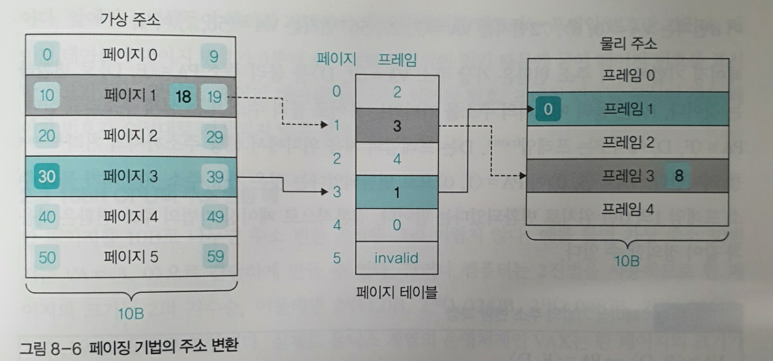 가상 주소
0 페이지 0 9
10 페이지 1 18 19
20 페이지 2 29
30 페이지 3 39
40 페이지 4 49
50 페이지 5 59
10B
페이지 프레임
0 2
1 3
2 4
3 1
4 0
5 invalid
페이지 테이블
물리 주소
프레임 0
0 프레임 1
프레임 2
프레임 3 8
프레임 4
10B
그림 8-6 페이징 기법의 주소 변환